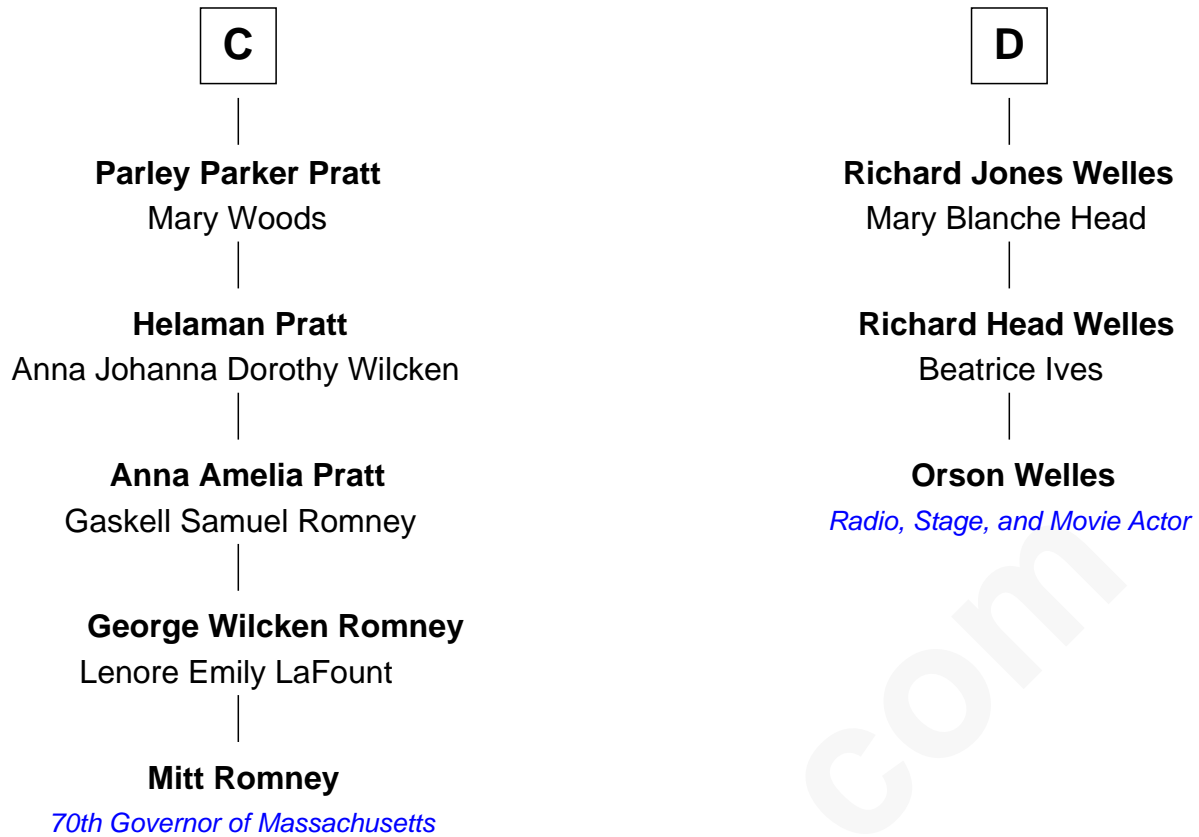 C
Parley Parker Pratt
Mary Woods
Helaman Pratt
Anna Johanna Dorothy Wilcken
Anna Amelia Pratt
Gaskell Samuel Romney
George Wilcken Romney
Lenore Emily LaFount
Mitt Romney
70th Governor of Massachusetts
D
Richard Jones Welles
Mary Blanche Head
Richard Head Welles
Beatrice Ives
Orson Welles
Radio, Stage, and Movie Actor
com